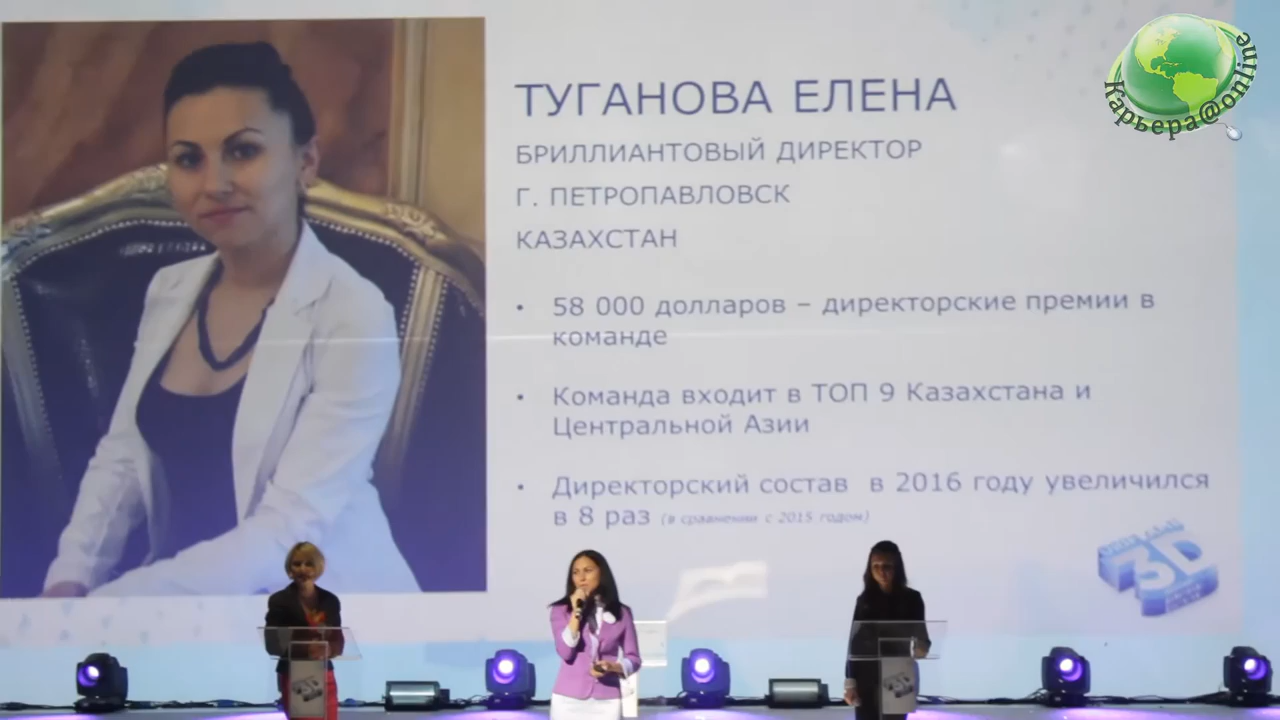 ТУГАНОВА ЕЛЕНА
БРИЛЛИАНТОВЫЙ ДИРЕКТОР
Г. ПЕТРОПАВЛОВСК
КАЗАХСТАН
• 58 000 долларов – директорские премии в
команде
• Команда входит в ТОП 9 Казахстана и
Центральной Азии
• Директорский состав в 2016 году увеличился
в 8 раз (в сравнении с 2015 годом)
Карьера@online
3D